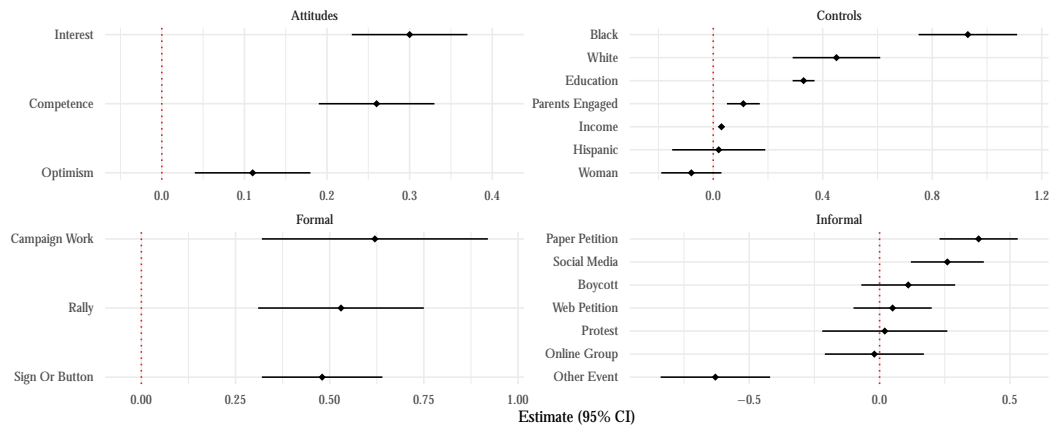 Attitudes
Interest
Competence
Optimism
0.0 0.1 0.2 0.3 0.4
Controls
Black
White
Education
Parents Engaged
Income
Hispanic
Woman
0.0 0.4 0.8 1.2
Formal
Campaign Work
Rally
Sign Or Button
0.00 0.25 0.50 0.75 1.00
Informal
Paper Petition
Social Media
Boycott
Web Petition
Protest
Online Group
Other Event
−0.5 0.0 0.5
Estimate (95% CI)